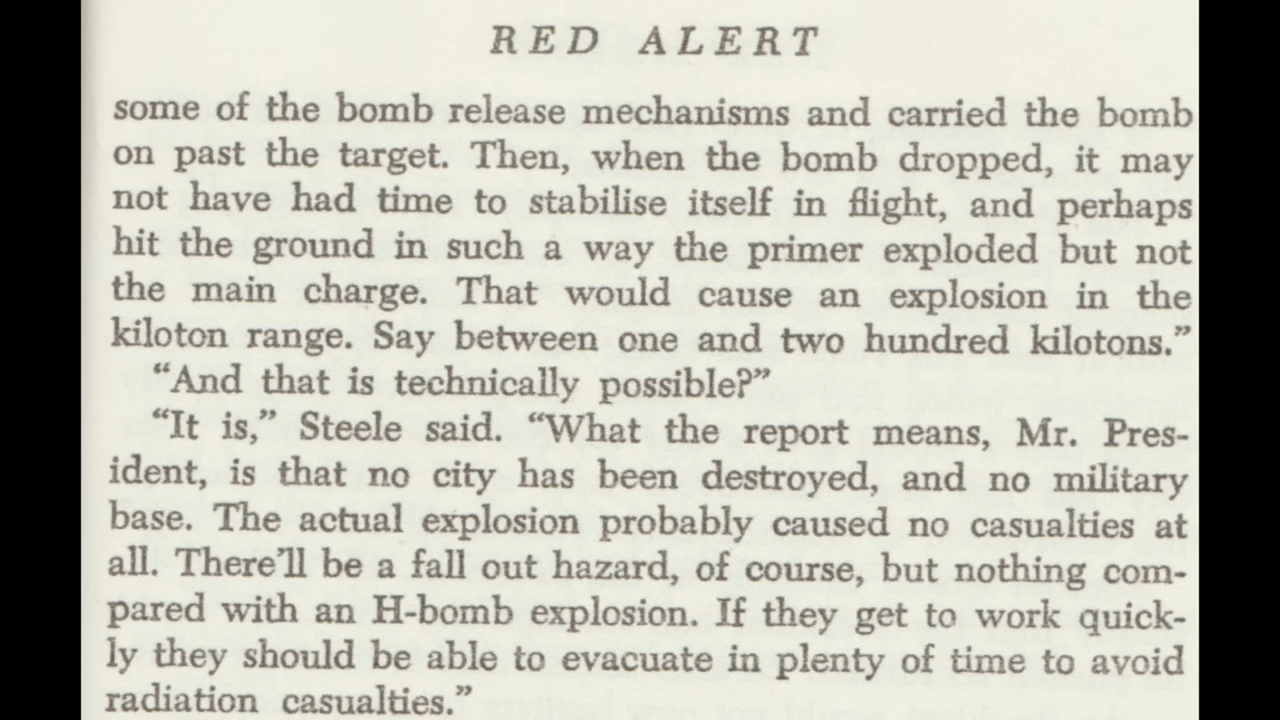 RED ALERT
some of the bomb release mechanisms and carried the bomb
on past the target. Then, when the bomb dropped, it may
not have had time to stabilise itself in flight, and perhaps
hit the ground in such a way the primer exploded but not
the main charge. That would cause an explosion in the
kiloton range. Say between one and two hundred kilotons.”
“And that is technically possible?”
“It is,” Steele said. “What the report means, Mr. Pres-
ident, is that no city has been destroyed, and no military
base. The actual explosion probably caused no casualties at
all. There’ll be a fall out hazard, of course, but nothing com-
pared with an H-bomb explosion. If they get to work quick-
ly they should be able to evacuate in plenty of time to avoid
radiation casualties.”